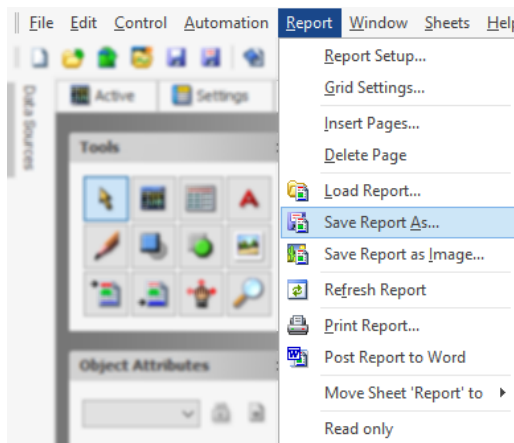 File Edit Control Automation Report Window Sheets Help
Report Setup...
Grid Settings...
Insert Pages...
Delete Page
Load Report...
Save Report As...
Save Report as Image...
Refresh Report
Print Report...
Post Report to Word
Move Sheet 'Report' to
Read only
Data Sources
Active Settings
Tools
Object Attributes